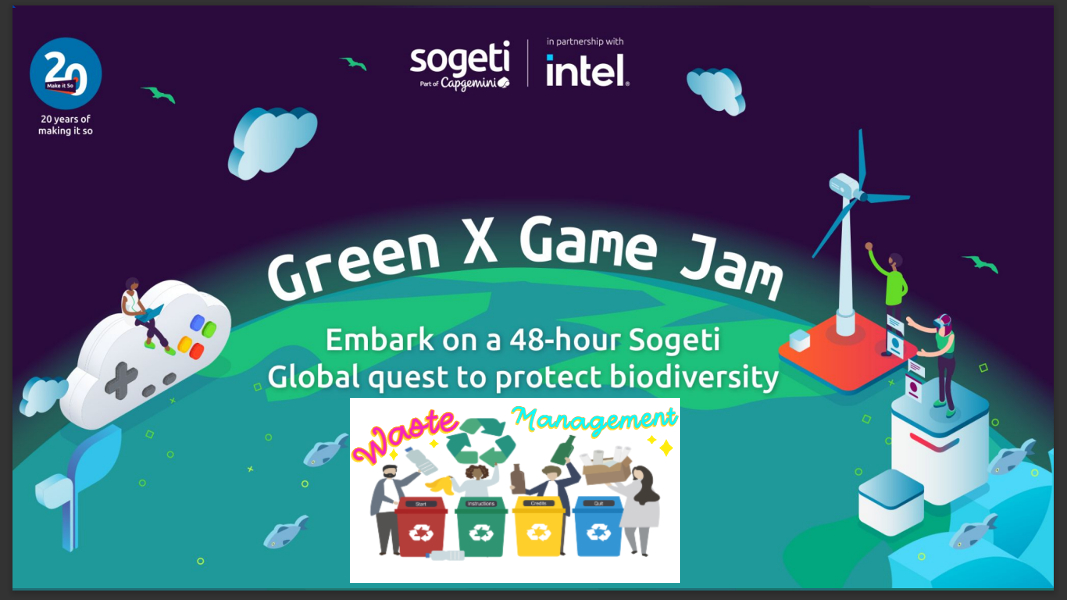 20
Make it So
20 years of
making it so
sogeti
Part of Capgemini
in partnership with
intel.
Green X Game Jam
Embark on a 48-hour Sogeti
Global quest to protect biodiversity
Waste Management
Start
Instructions
Create
Quit